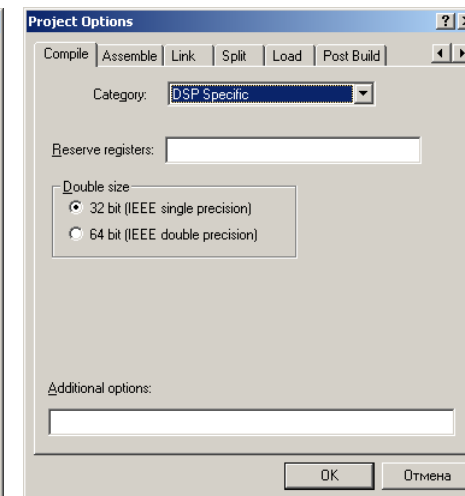 Project Options
Compile Assemble Link Split Load Post Build
Category: DSP Specific
Reserve registers:
Double size
32 bit (IEEE single precision)
64 bit (IEEE double precision)
Additional options:
OK Отмена